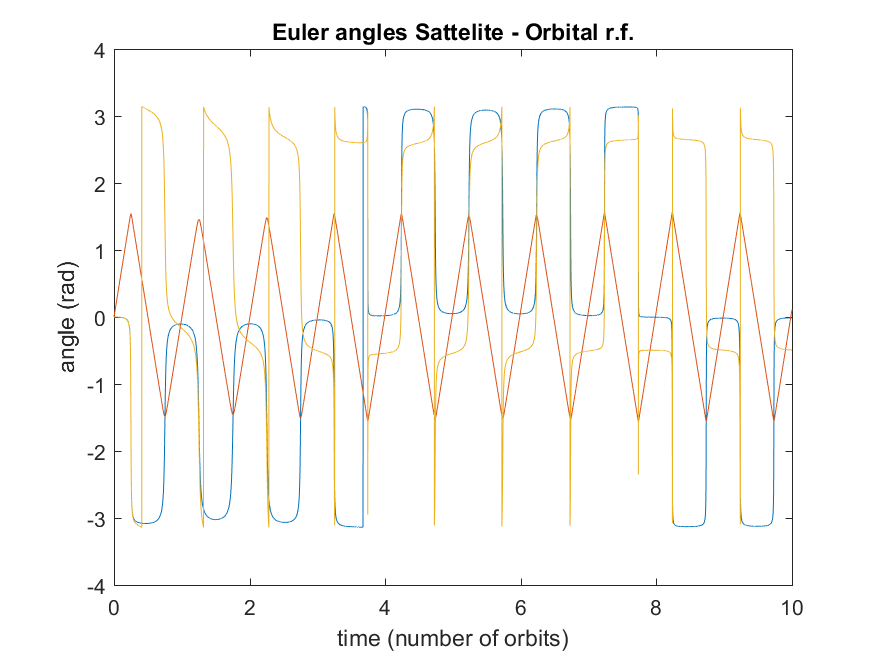 Euler angles Sattelite - Orbital r.f.
4
3
2
1
0
-1
-2
-3
-4
angle (rad)
0 2 4 6 8 10
time (number of orbits)